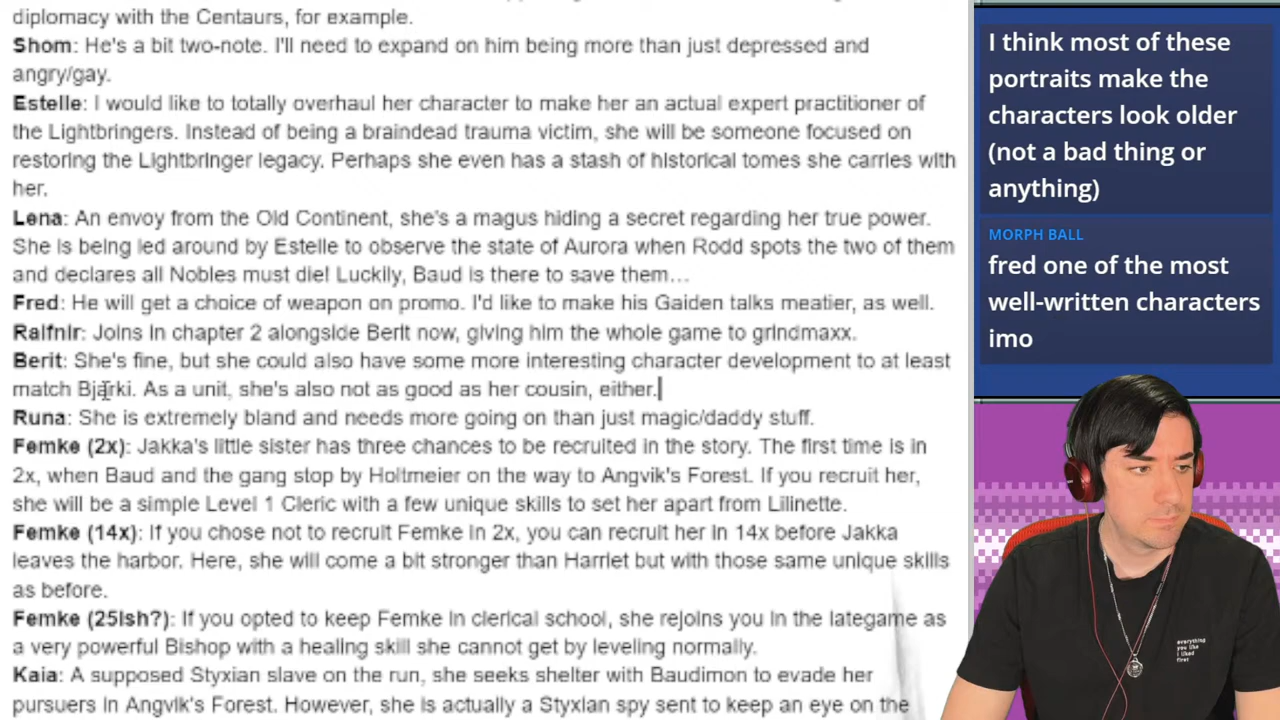 diplomacy with the Centaurs, for example.
Shom: He's a bit two-note. I'll need to expand on him being more than just depressed and
angry/gay.
Estelle: I would like to totally overhaul her character to make her an actual expert practitioner of
the Lightbringers. Instead of being a braindead trauma victim, she will be someone focused on
restoring the Lightbringer legacy. Perhaps she even has a stash of historical tomes she carries with
her.
Lena: An envoy from the Old Continent, she's a magus hiding a secret regarding her true power.
She is being led around by Estelle to observe the state of Aurora when Rodd spots the two of them
and declares all Nobles must die! Luckily, Baud is there to save them…
Fred: He will get a choice of weapon on promo. I'd like to make his Gaiden talks meatier, as well.
Ralfnir: Joins in chapter 2 alongside Berit now, giving him the whole game to grindmaxx.
Berit: She's fine, but she could also have some more interesting character development to at least
match Bjarki. As a unit, she's also not as good as her cousin, either.
Runa: She is extremely bland and needs more going on than just magic/daddy stuff.
Femke (2x): Jakka's little sister has three chances to be recruited in the story. The first time is in
2x, when Baud and the gang stop by Holtmeer on the way to Angvik's Forest. If you recruit her,
she will be a simple Level 1 Cleric with a few unique skills to set her apart from Lilinette.
Femke (14x): If you chose not to recruit Femke in 2x, you can recruit her in 14x before Jakka
leaves the harbor. Here, she will come a bit stronger than Harriet but with those same unique skills
as before.
Femke (25ish?): If you opted to keep Femke in clerical school, she rejoins you in the lategame as
a very powerful Bishop with a healing skill she cannot get by leveling normally.
Kaia: A supposed Styxian slave on the run, she seeks shelter with Baudimon to evade her
pursuers in Angvik's Forest. However, she is actually a Styxian spy sent to keep an eye on the
I think most of these
portraits make the
characters look older
(not a bad thing or
anything)
MORPH BALL
fred one of the most
well-written characters
imo
everything
you like
I liked
first